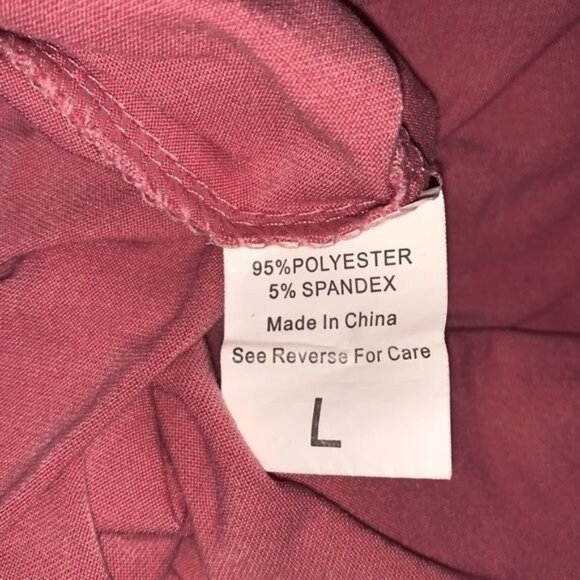 95%POLYESTER
5% SPANDEX
Made In China
See Reverse For Care
L